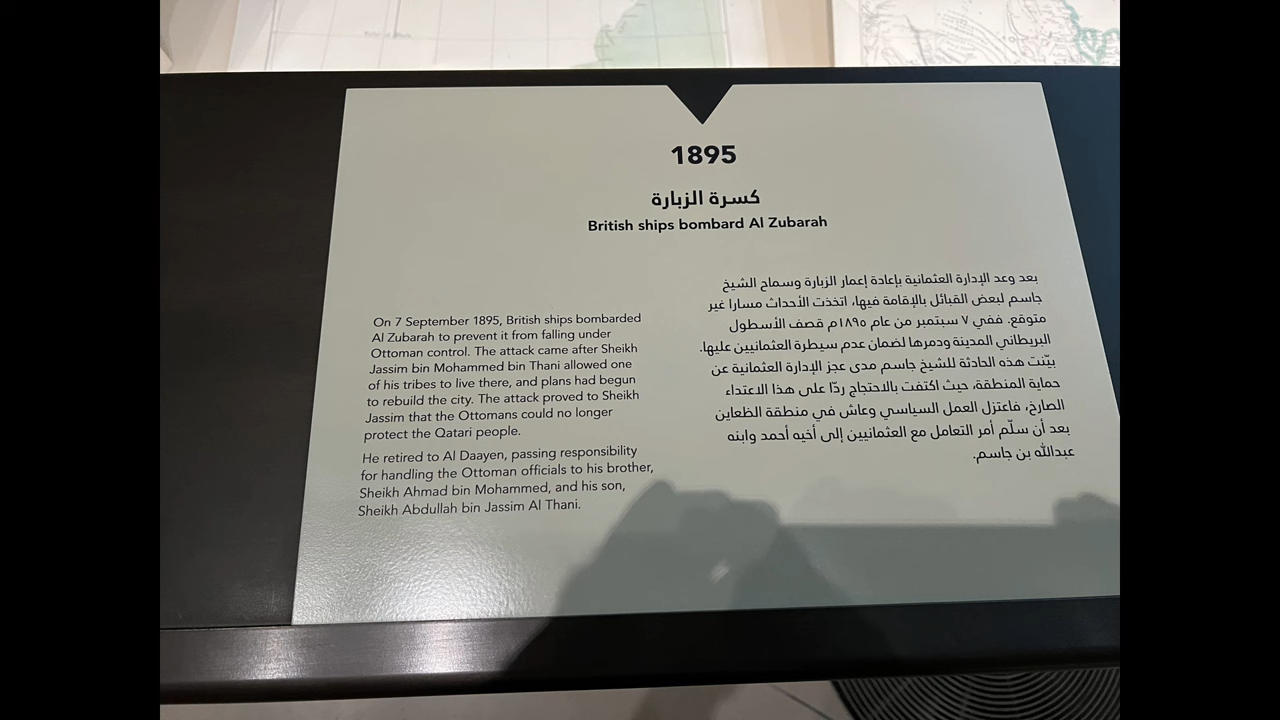 1895
كسرة الزبارة
British ships bombard Al Zubarah
On 7 September 1895, British ships bombarded
Al Zubarah to prevent it from falling under
Ottoman control. The attack came after Sheikh
Jassim bin Mohammed bin Thani allowed one
of his tribes to live there, and plans had begun
to rebuild the city. The attack proved to Sheikh
Jassim that the Ottomans could no longer
protect the Qatari people.
He retired to Al Daayen, passing responsibility
for handling the Ottoman officials to his brother,
Sheikh Ahmad bin Mohammed, and his son,
Sheikh Abdullah bin Jassim Al Thani.
بعد وعد الإدارة العثمانية بإعادة إعمار الزبارة وسماح الشيخ
جاسم لبعض القبائل بالإقامة فيها، اتخذت الأحداث مسارا غير
متوقع. ففي ٧ سبتمبر من عام ١٨٩٥م قصف الأسطول
البريطاني المدينة ودمرها لضمان عدم سيطرة العثمانيين عليها.
بيّنت هذه الحادثة للشيخ جاسم مدى عجز الإدارة العثمانية عن
حماية المنطقة، حيث اكتفت بالاحتجاج ردّا على هذا الاعتداء
الصارخ، فاعتزل العمل السياسي وعاش في منطقة الظعاين
بعد أن سلّم أمر التعامل مع العثمانيين إلى أخيه أحمد وابنه
عبدالله بن جاسم.